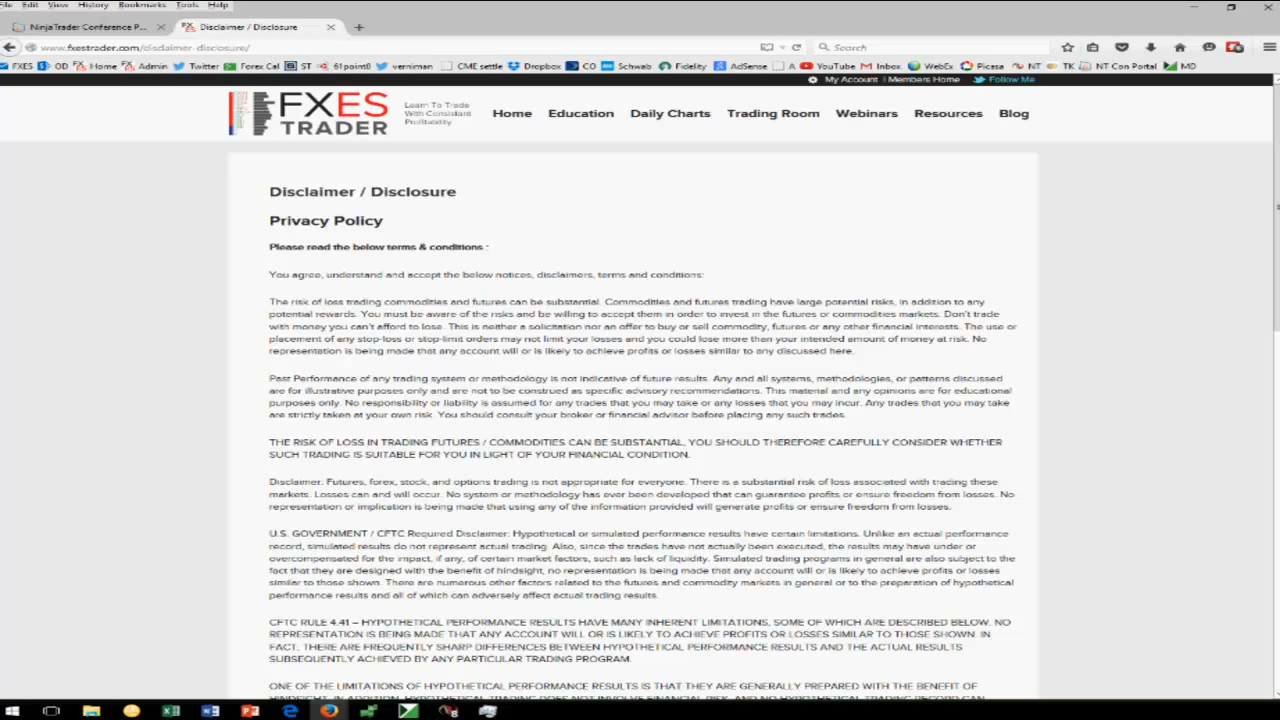 File Edit View History Bookmarks Tools Help
NinjaTrader Conference P... × Disclaimer / Disclosure × +
www.fxestrader.com/disclaimer-disclosure/ Search
FXES OD Home Admin Twitter Forex Cal ST 61point8 verniman CME settle Dropbox CO Schwab Fidelity AdSense A YouTube Inbox WebEx Picasa NT TK NT Con Portal MD
My Account | Members Home Follow Me
FXES
TRADER
Learn To Trade
With Consistent
Profitability
Home Education Daily Charts Trading Room Webinars Resources Blog
Disclaimer / Disclosure
Privacy Policy
Please read the below terms & conditions :
You agree, understand and accept the below notices, disclaimers, terms and conditions:
The risk of loss trading commodities and futures can be substantial. Commodities and futures trading have large potential risks, in addition to any
potential rewards. You must be aware of the risks and be willing to accept them in order to invest in the futures or commodities markets. Don't trade
with money you can't afford to lose. This is neither a solicitation nor an offer to buy or sell commodity, futures or any other financial interests. The use or
placement of any stop-loss or stop-limit orders may not limit your losses and you could lose more than your intended amount of money at risk. No
representation is being made that any account will or is likely to achieve profits or losses similar to any discussed here.
Past Performance of any trading system or methodology is not indicative of future results. Any and all systems, methodologies, or patterns discussed
are for illustrative purposes only and are not to be construed as specific advisory recommendations. This material and any opinions are for educational
purposes only. No responsibility or liability is assumed for any trades that you may take or any losses that you may incur. Any trades that you may take
are strictly taken at your own risk. You should consult your broker or financial advisor before placing any such trades.
THE RISK OF LOSS IN TRADING FUTURES / COMMODITIES CAN BE SUBSTANTIAL, YOU SHOULD THEREFORE CAREFULLY CONSIDER WHETHER
SUCH TRADING IS SUITABLE FOR YOU IN LIGHT OF YOUR FINANCIAL CONDITION.
Disclaimer: Futures, forex, stock, and options trading is not appropriate for everyone. There is a substantial risk of loss associated with trading these
markets. Losses can and will occur. No system or methodology has ever been developed that can guarantee profits or ensure freedom from losses. No
representation or implication is being made that using any of the information provided will generate profits or ensure freedom from losses.
U.S. GOVERNMENT / CFTC Required Disclaimer: Hypothetical or simulated performance results have certain limitations. Unlike an actual performance
record, simulated results do not represent actual trading. Also, since the trades have not actually been executed, the results may have under or
overcompensated for the impact, if any, of certain market factors, such as lack of liquidity. Simulated trading programs in general are also subject to the
fact that they are designed with the benefit of hindsight, no representation is being made that any account will or is likely to achieve profits or losses
similar to those shown. There are numerous other factors related to the futures and commodity markets in general or to the preparation of hypothetical
performance results and all of which can adversely affect actual trading results.
CFTC RULE 4.41 – HYPOTHETICAL PERFORMANCE RESULTS HAVE MANY INHERENT LIMITATIONS, SOME OF WHICH ARE DESCRIBED BELOW. NO
REPRESENTATION IS BEING MADE THAT ANY ACCOUNT WILL OR IS LIKELY TO ACHIEVE PROFITS OR LOSSES SIMILAR TO THOSE SHOWN. IN
FACT, THERE ARE FREQUENTLY SHARP DIFFERENCES BETWEEN HYPOTHETICAL PERFORMANCE RESULTS AND THE ACTUAL RESULTS
SUBSEQUENTLY ACHIEVED BY ANY PARTICULAR TRADING PROGRAM.
ONE OF THE LIMITATIONS OF HYPOTHETICAL PERFORMANCE RESULTS IS THAT THEY ARE GENERALLY PREPARED WITH THE BENEFIT OF
HINDSIGHT. IN ADDITION, HYPOTHETICAL TRADING DOES NOT INVOLVE FINANCIAL RISK, AND NO HYPOTHETICAL TRADING RECORD CAN